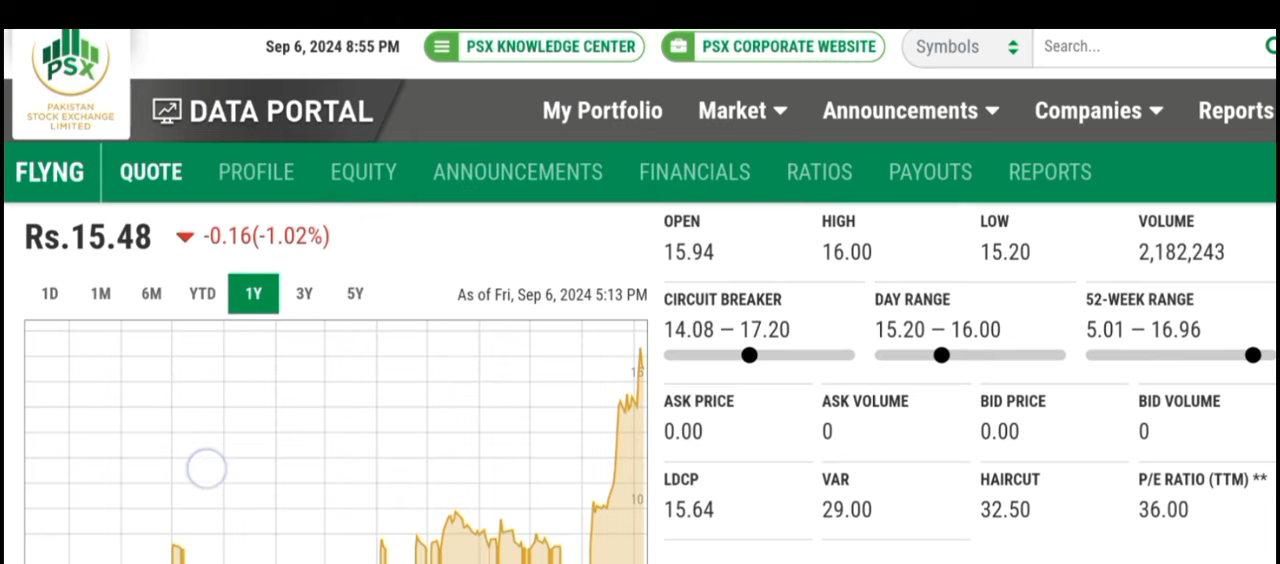 Sep 6, 2024 8:55 PM PSX KNOWLEDGE CENTER PSX CORPORATE WEBSITE Symbols Search...
PSX
PAKISTAN
STOCK EXCHANGE
LIMITED
DATA PORTAL My Portfolio Market Announcements Companies Reports
FLYNG QUOTE PROFILE EQUITY ANNOUNCEMENTS FINANCIALS RATIOS PAYOUTS REPORTS
Rs.15.48 -0.16(-1.02%)
1D 1M 6M YTD 1Y 3Y 5Y As of Fri, Sep 6, 2024 5:13 PM
15
10
OPEN HIGH LOW VOLUME
15.94 16.00 15.20 2,182,243
CIRCUIT BREAKER DAY RANGE 52-WEEK RANGE
14.08 — 17.20 15.20 — 16.00 5.01 — 16.96
ASK PRICE ASK VOLUME BID PRICE BID VOLUME
0.00 0 0.00 0
LDCP VAR HAIRCUT P/E RATIO (TTM) **
15.64 29.00 32.50 36.00